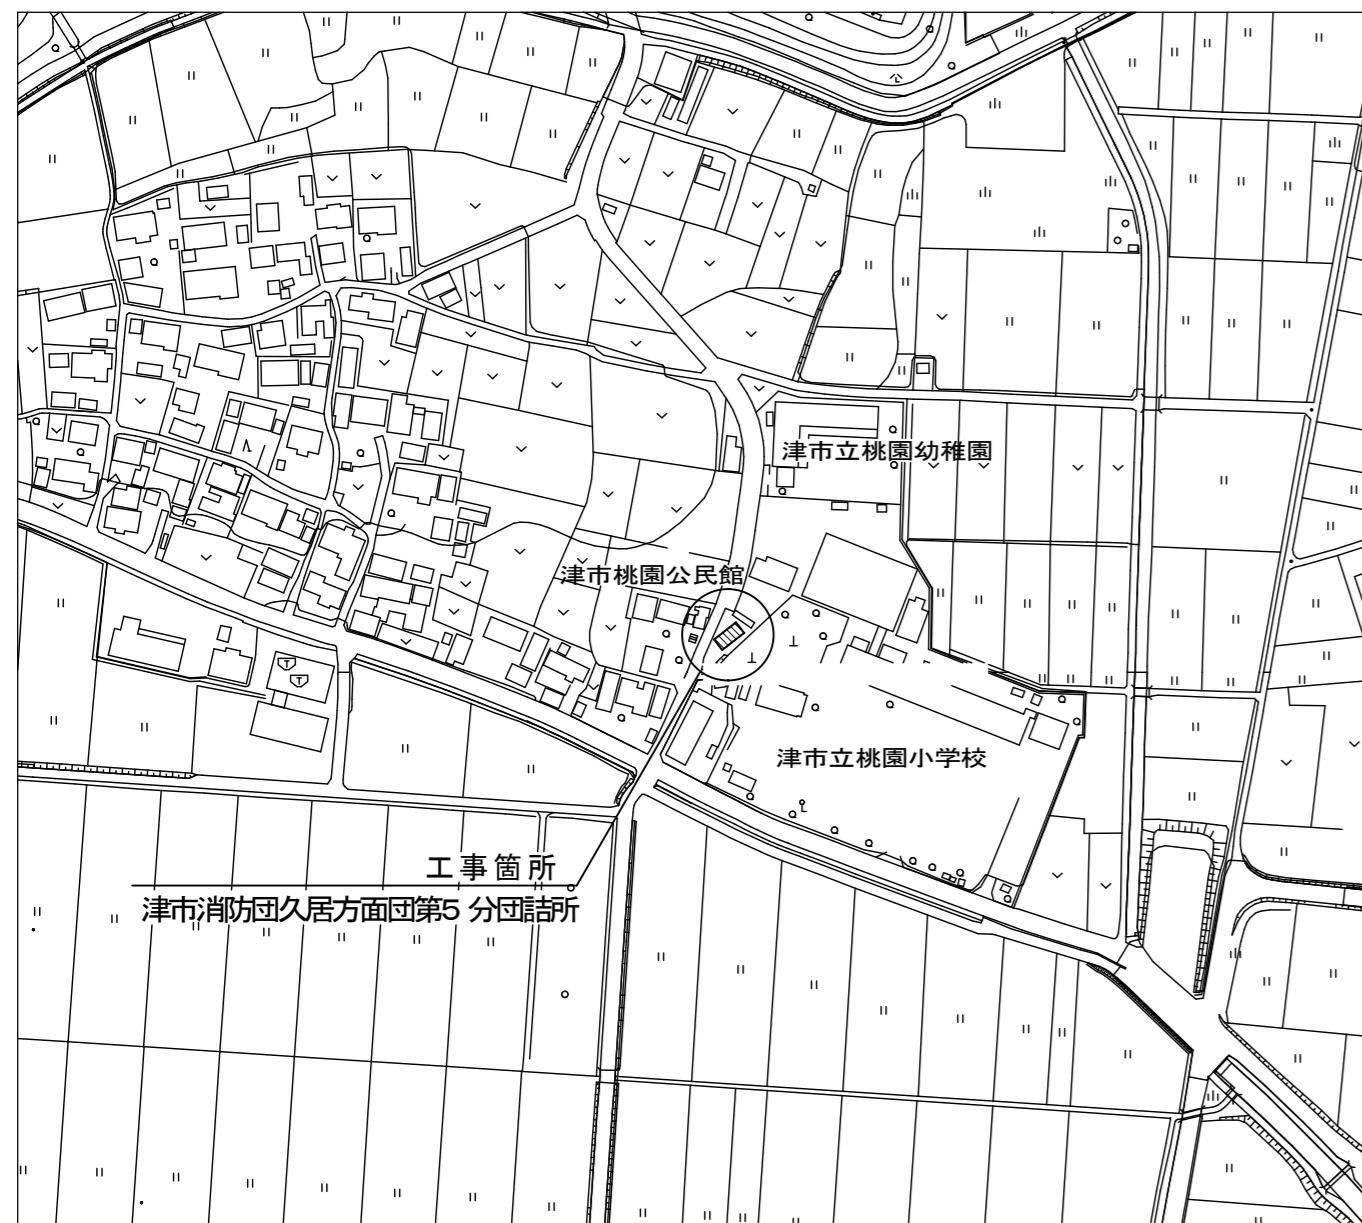 津市立桃園幼稚園
津市桃園公民館
津市立桃園小学校
工事箇所
津市消防団久居方面団第5 分団詰所